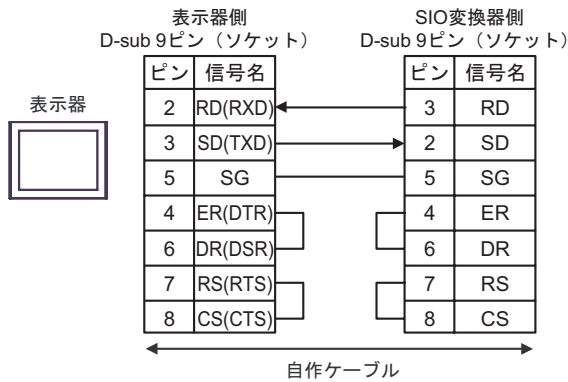 表示器側
D-sub 9ピン（ソケット）
SIO変換器側
D-sub 9ピン（ソケット）
表示器
ピン 信号名 ピン 信号名
2 RD(RXD) 3 RD
3 SD(TXD) 2 SD
5 SG 5 SG
4 ER(DTR) 4 ER
6 DR(DSR) 6 DR
7 RS(RTS) 7 RS
8 CS(CTS) 8 CS
自作ケーブル